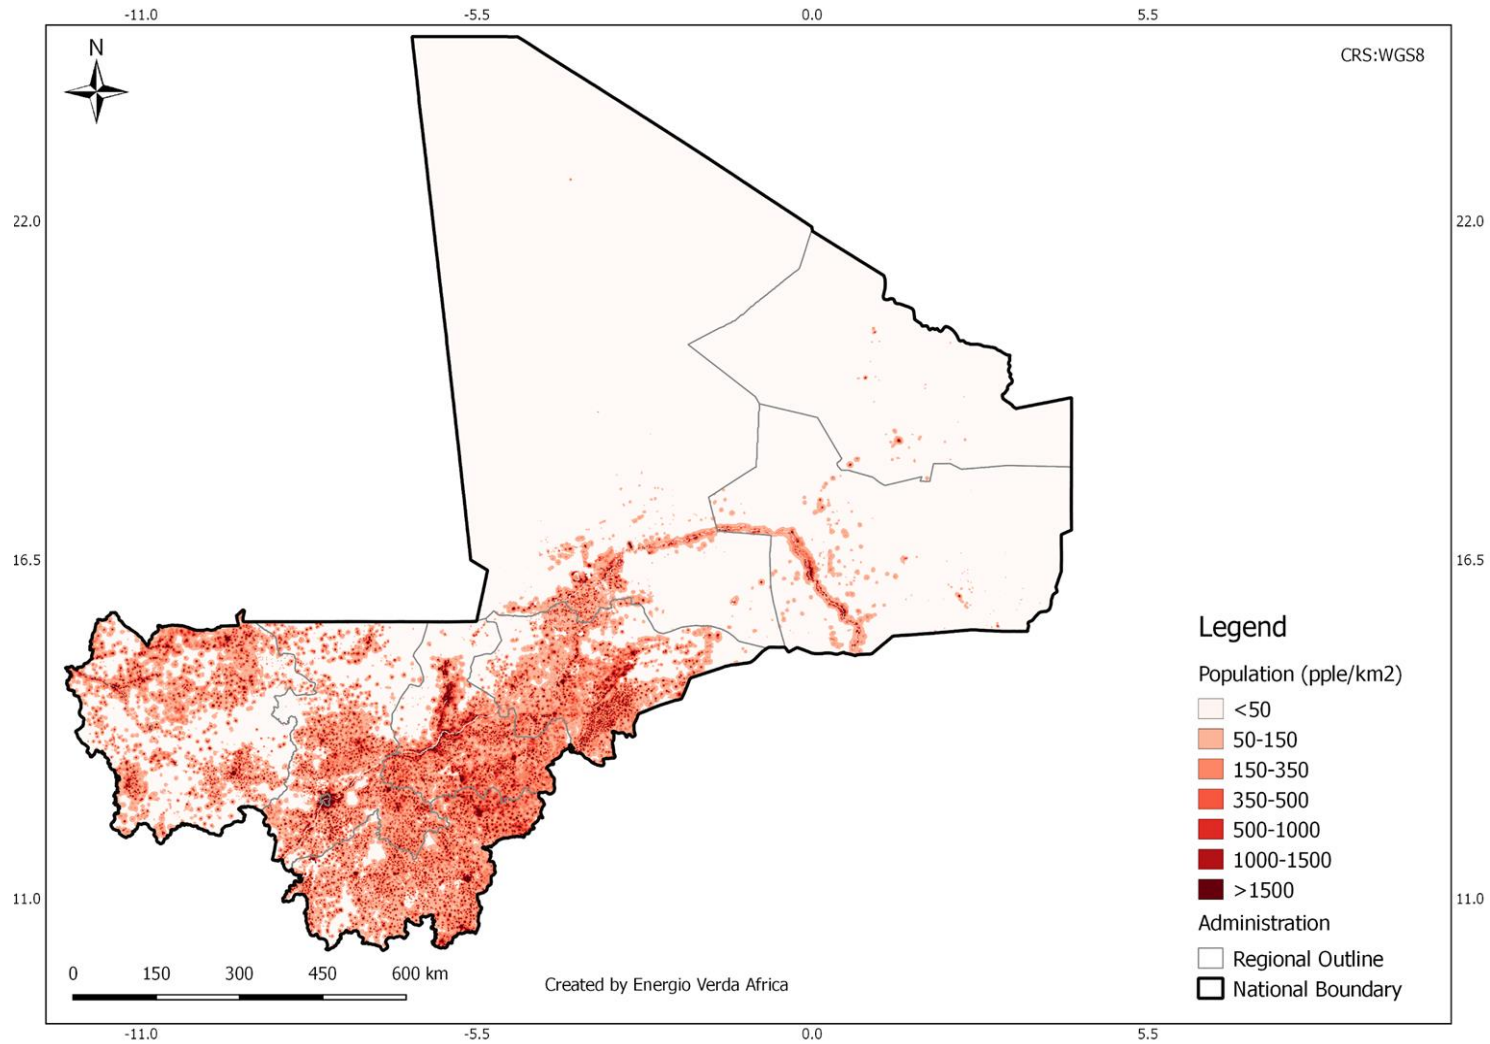 -11.0 -5.5 0.0 5.5
N
CRS:WGS8
22.0 22.0
16.5 16.5
Legend
Population (pple/km2)
<50
50-150
150-350
350-500
500-1000
1000-1500
>1500
11.0 11.0
Administration
Regional Outline
National Boundary
0 150 300 450 600 km
Created by Energio Verda Africa
-11.0 -5.5 0.0 5.5